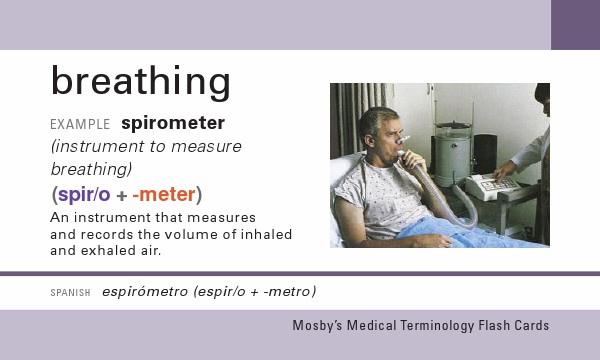 breathing
EXAMPLE spirometer
(instrument to measure
breathing)
(spir/o + -meter)
An instrument that measures
and records the volume of inhaled
and exhaled air.
SPANISH espirómetro (espir/o + -metro)
Mosby's Medical Terminology Flash Cards